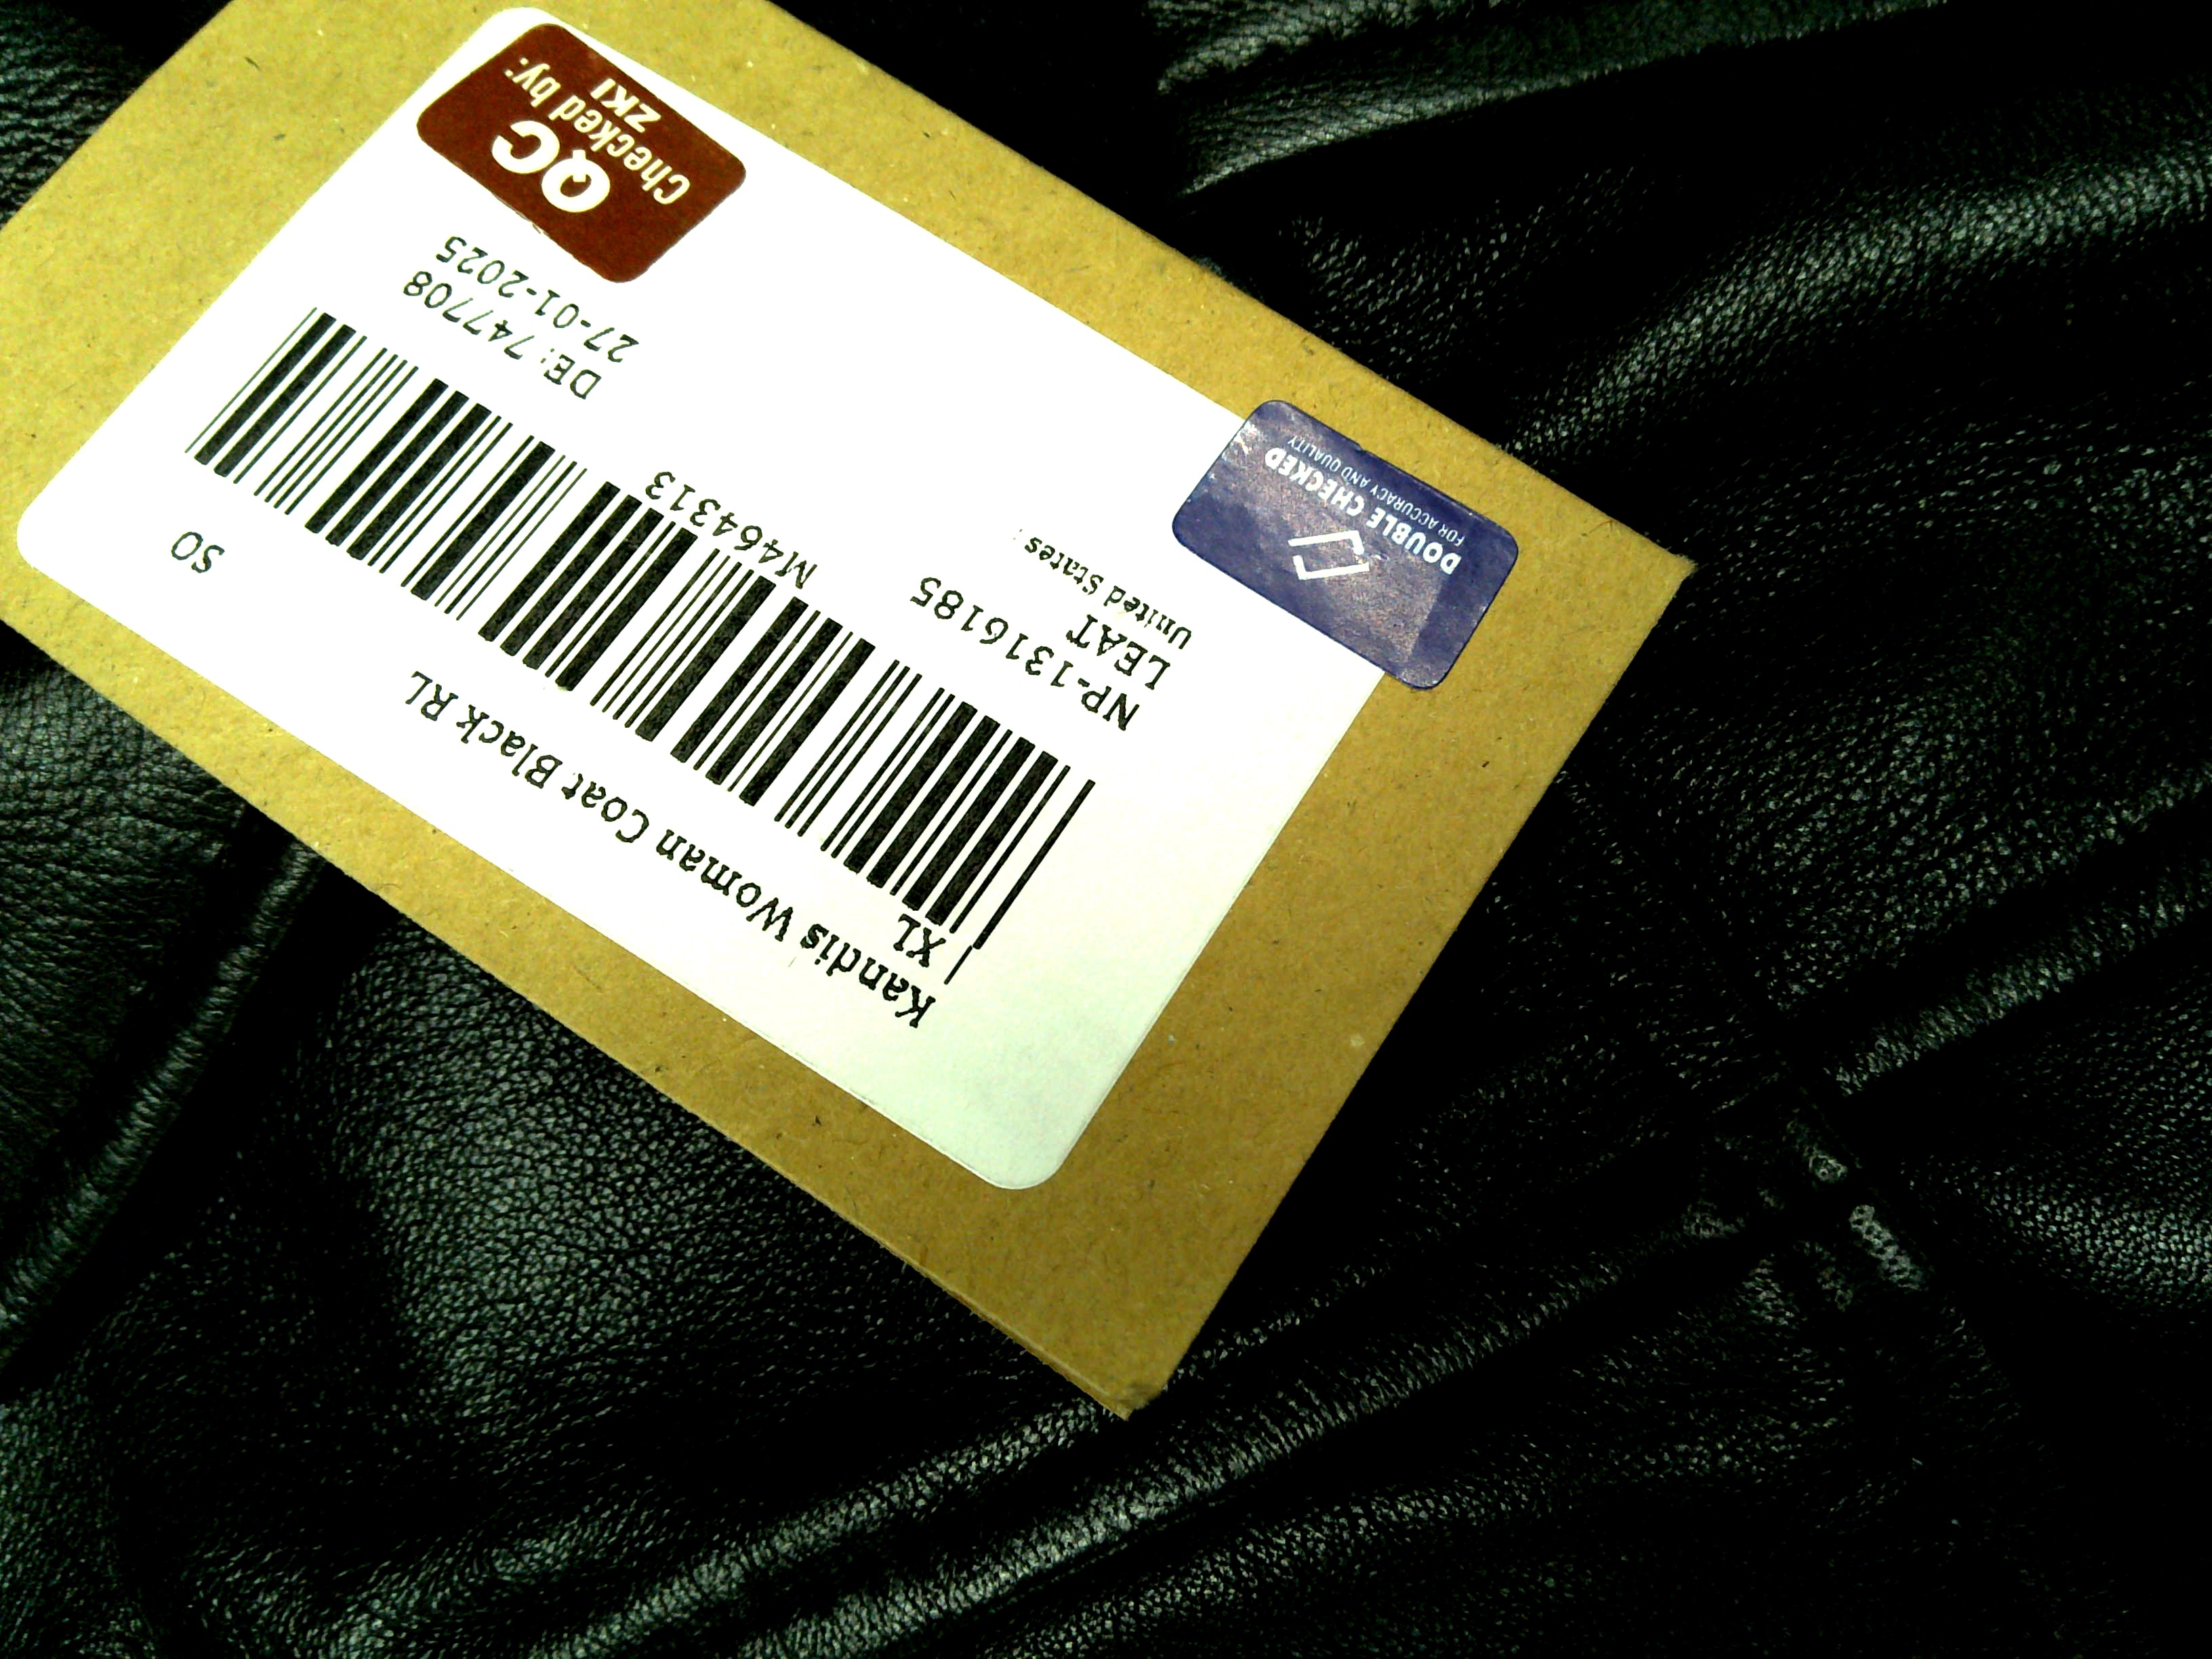 Kandis Woman Coat Black RL
XL
SO
NP-1316185
M464313
DE: 747708
LEAT
27-01-2025
United States
QC
Checked by:
ZKI
DOUBLE CHECKED
FOR ACCURACY AND QUALITY